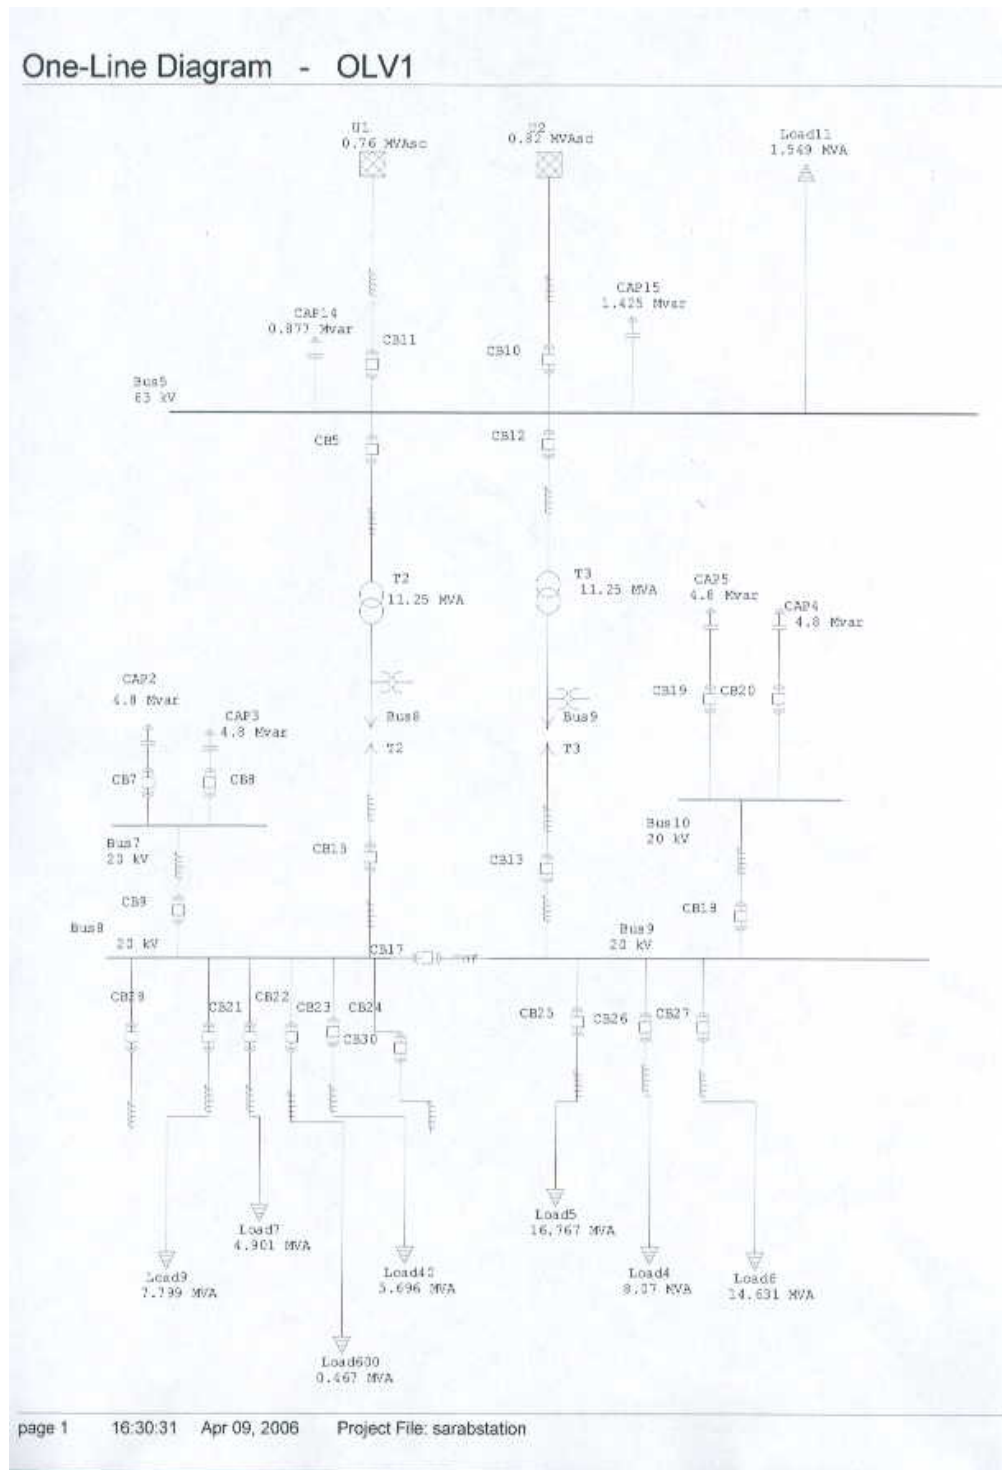 One-Line Diagram - OLV1
U1
0.76 MVAsc
U2
0.82 MVAsc
Load11
1.549 MVA
CAP14
0.877 Mvar
CAP15
1.425 Mvar
CB11
CB10
Bus5
63 kV
CB5
CB12
T2
11.25 MVA
T3
11.25 MVA
CAP5
4.8 Mvar
CAP4
4.8 Mvar
CAP2
4.8 Mvar
CAP3
4.8 Mvar
CB19
CB20
Bus8
Bus9
T2
T3
CB7
CB8
Bus7
20 kV
Bus10
20 kV
CB13
CB9
CB18
Bus8
20 kV
CB17
Bus9
20 kV
CB21
CB22
CB23
CB24
CB30
CB25
CB26
CB27
Load7
4.901 MVA
Load5
16.767 MVA
Load9
7.799 MVA
5.696 MVA
Load4
8.07 MVA
Load6
14.631 MVA
Load600
0.467 MVA
page 1 16:30:31 Apr 09, 2006 Project File: sarabstation